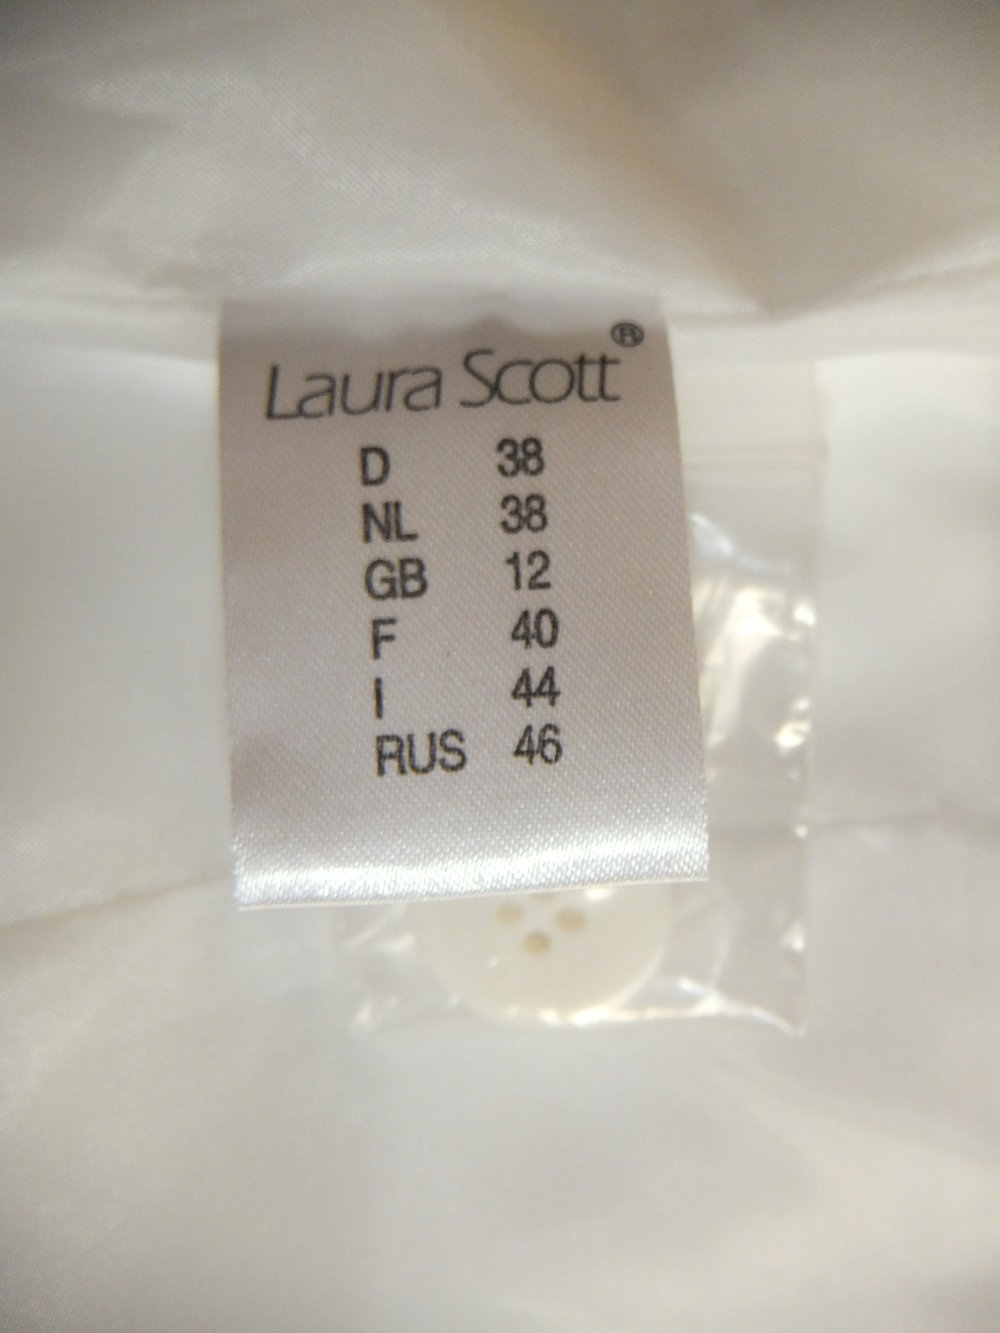 Laura Scott®
D 38
NL 38
GB 12
F 40
I 44
RUS 46